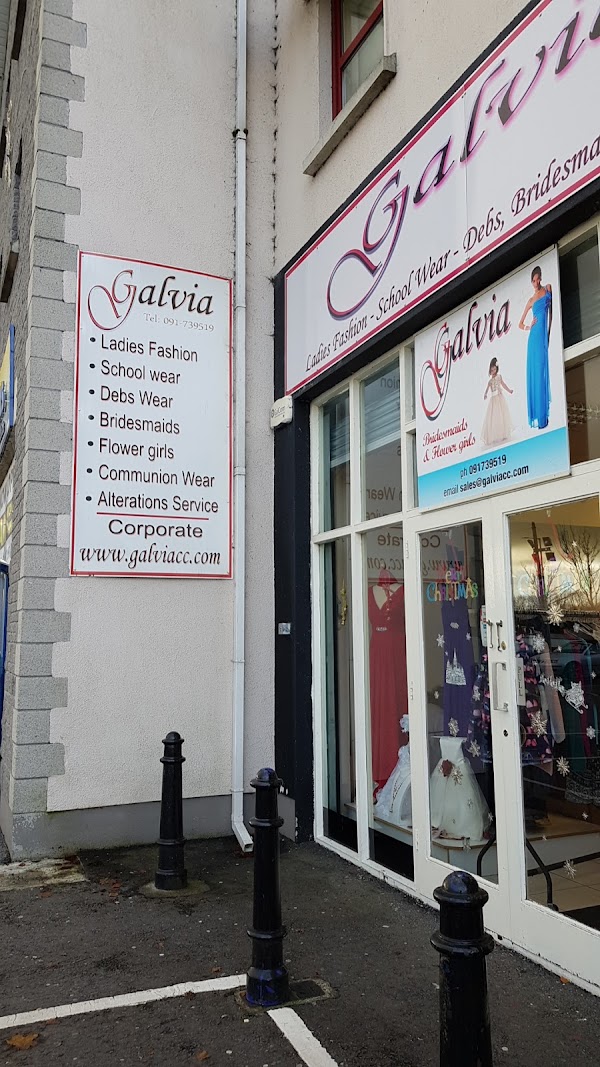 Galvia
Tel: 091 739519
• Ladies Fashion
• School wear
• Debs Wear
• Bridesmaids
• Flower girls
• Communion Wear
• Alterations Service
Corporate
www.galviacc.com
Galvia
Ladies Fashion - School Wear - Debs, Bridesma
Galvia
Bridesmaids
& Flower girls
ph 091739519
email sales@galviacc.com
Christmas